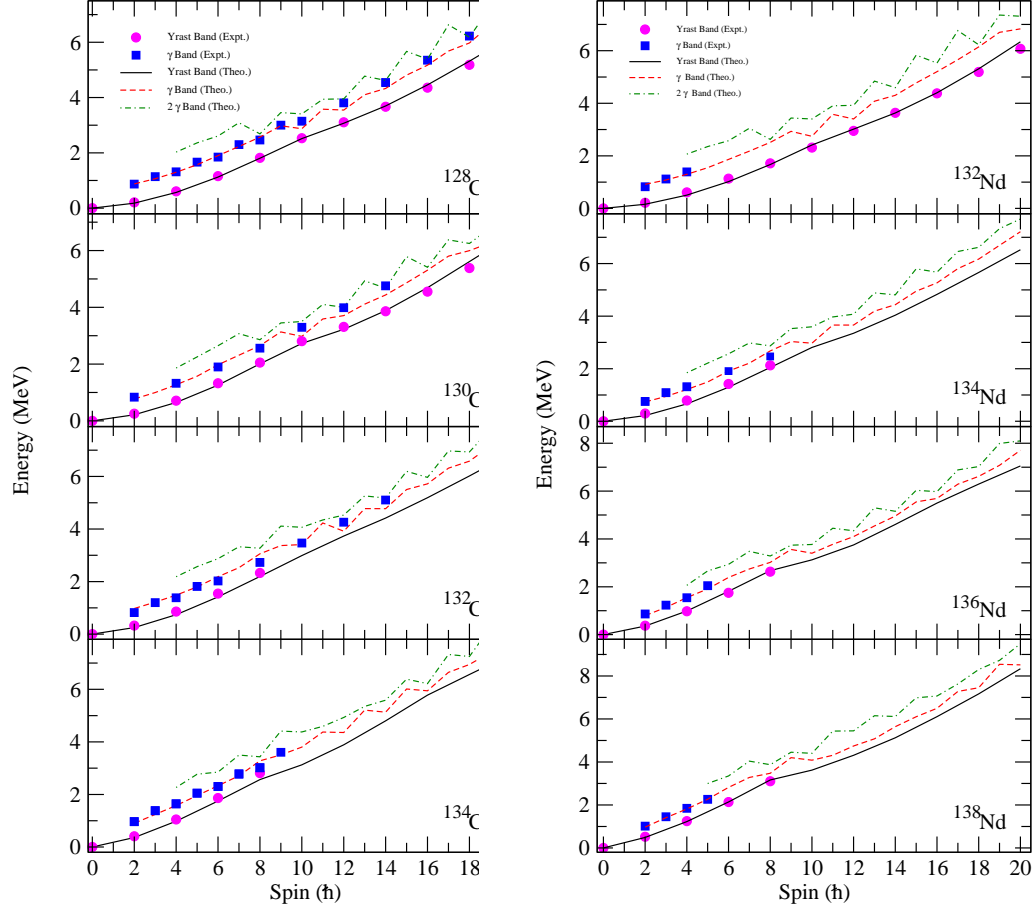 Yrast Band (Expt.)
γ Band (Expt.)
Yrast Band (Theo.)
γ Band (Theo.)
2 γ Band (Theo.)
6
4
2
0
128C
6
4
2
0
130C
6
4
2
0
132C
6
4
2
0
134C
0 2 4 6 8 10 12 14 16 18
Spin (ħ)
Energy (MeV)
Yrast Band (Expt.)
γ Band (Expt.)
Yrast Band (Theo.)
γ Band (Theo.)
2 γ Band (Theo.)
6
4
2
0
132Nd
6
4
2
0
134Nd
8
6
4
2
0
136Nd
8
6
4
2
0
138Nd
0 2 4 6 8 10 12 14 16 18 20
Spin (ħ)
Energy (MeV)